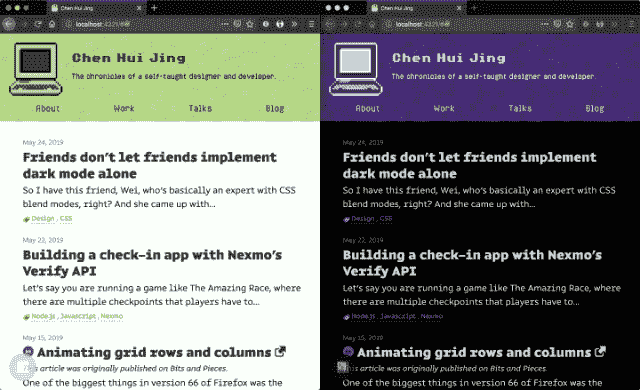 Chen Hui Jing
Chen Hui Jing
The chronicles of a self-taught designer and developer.
About Work Talks Blog
May 24, 2019
Friends don't let friends implement
dark mode alone
So I have this friend, Wei, who's basically an expert with CSS
blend modes, right? And she came up with...
Design, CSS
May 23, 2019
Building a check-in app with Nexmo's
Verify API
Let's say you are running a game like The Amazing Race, where
there are multiple checkpoints that players have to...
Nodejs, Javascript, Nexmo
May 15, 2019
Animating grid rows and columns
This article was originally published on Bits and Pieces.
One of the biggest things in version 66 of Firefox was the
Chen Hui Jing
Chen Hui Jing
The chronicles of a self-taught designer and developer.
About Work Talks Blog
May 24, 2019
Friends don't let friends implement
dark mode alone
So I have this friend, Wei, who's basically an expert with CSS
blend modes, right? And she came up with...
Design, CSS
May 22, 2019
Building a check-in app with Nexmo's
Verify API
Let's say you are running a game like The Amazing Race, where
there are multiple checkpoints that players have to...
Nodejs, Javascript, Nexmo
May 15, 2019
Animating grid rows and columns
This article was originally published on Bits and Pieces.
One of the biggest things in version 66 of Firefox was the